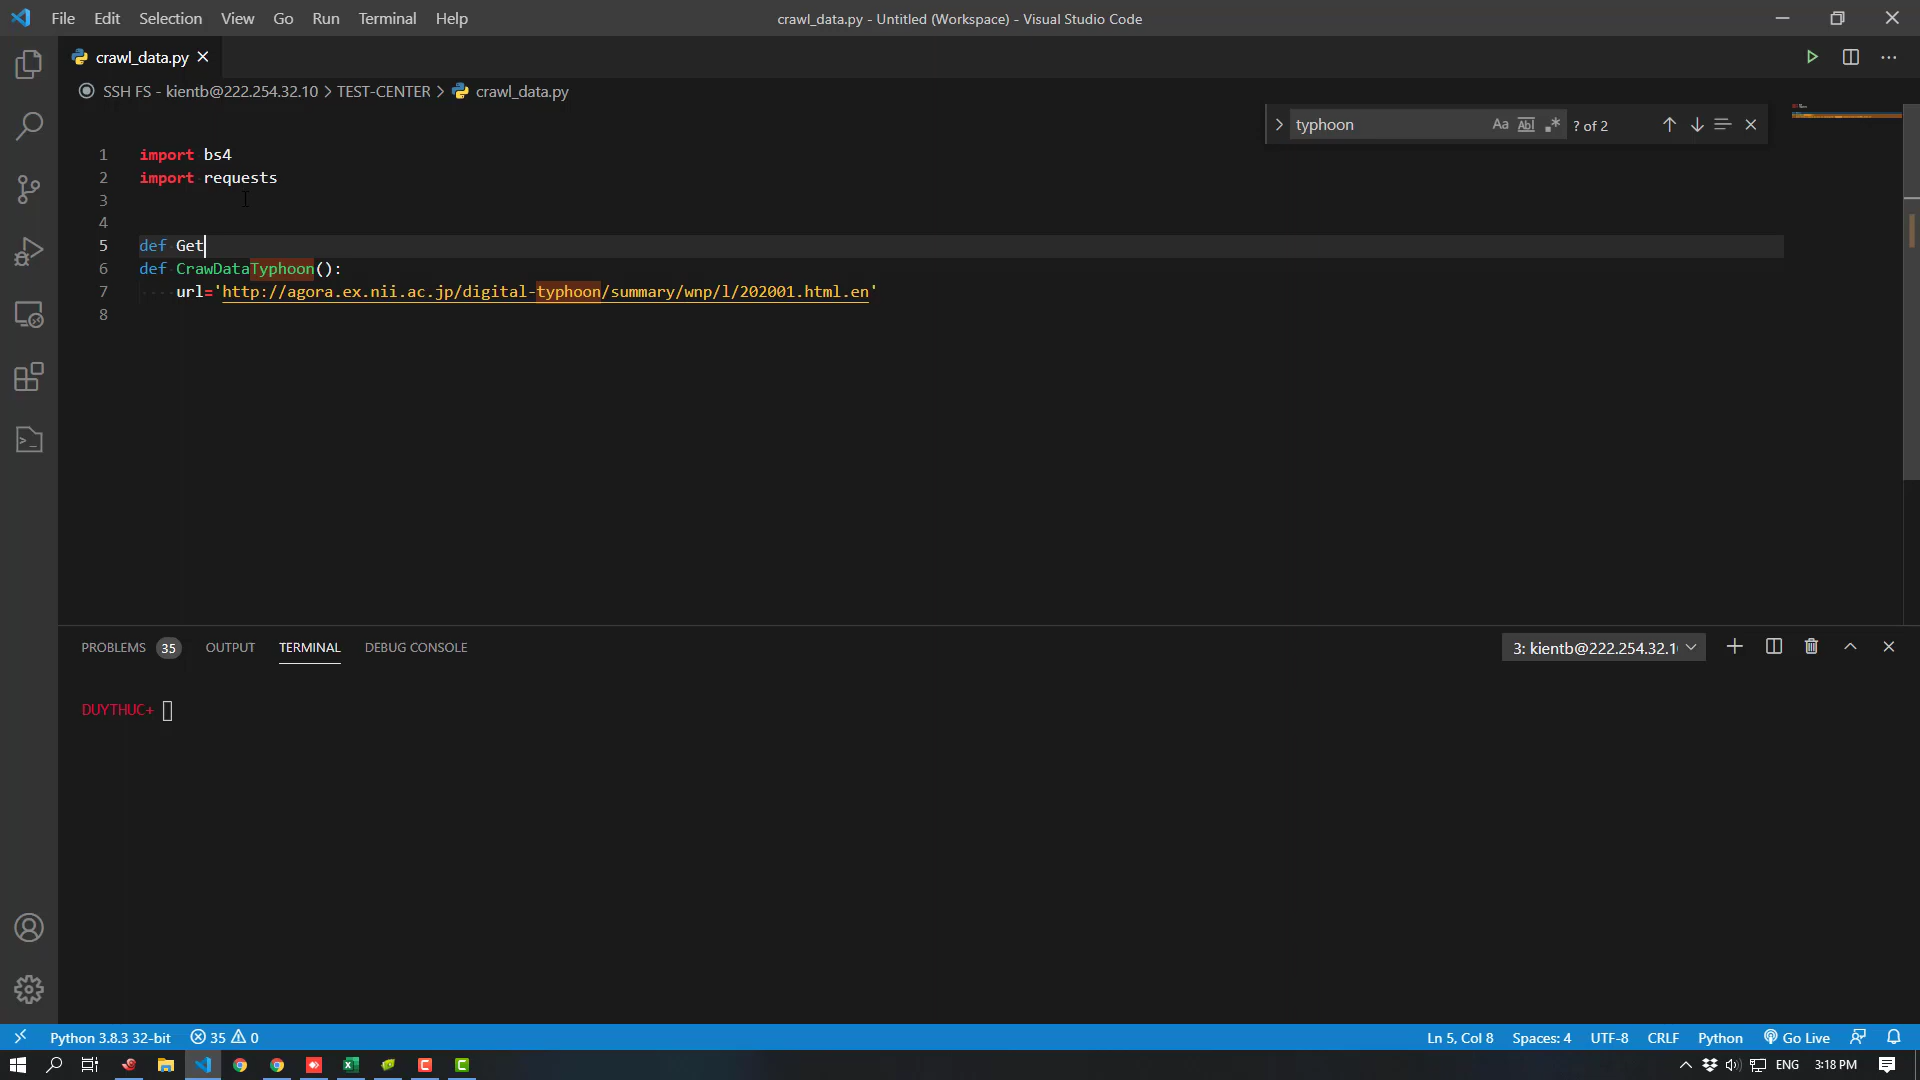 File Edit Selection View Go Run Terminal Help
crawl_data.py - Untitled (Workspace) - Visual Studio Code
crawl_data.py
SSH FS - kientb@222.254.32.10 > TEST-CENTER > crawl_data.py
typhoon Aa Abl .* ? of 2
1 import bs4
2 import requests
3
4
5 def Get
6 def CrawDataTyphoon():
7 url='http://agora.ex.nii.ac.jp/digital-typhoon/summary/wnp/l/202001.html.en'
8
PROBLEMS 35 OUTPUT TERMINAL DEBUG CONSOLE
3: kientb@222.254.32.1
DUYTHUC+
Python 3.8.3 32-bit 35 0
Ln 5, Col 8 Spaces: 4 UTF-8 CRLF Python Go Live
ENG 3:18 PM